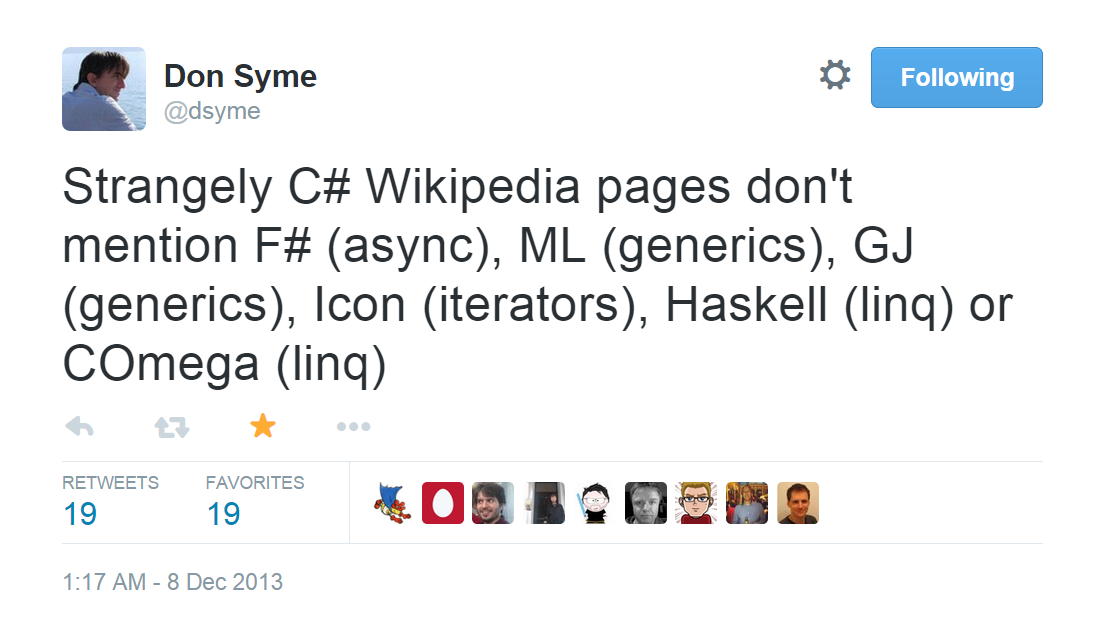 Don Syme
@dsyme
Following
Strangely C# Wikipedia pages don't
mention F# (async), ML (generics), GJ
(generics), Icon (iterators), Haskell (linq) or
COmega (linq)
RETWEETS FAVORITES
19 19
1:17 AM - 8 Dec 2013